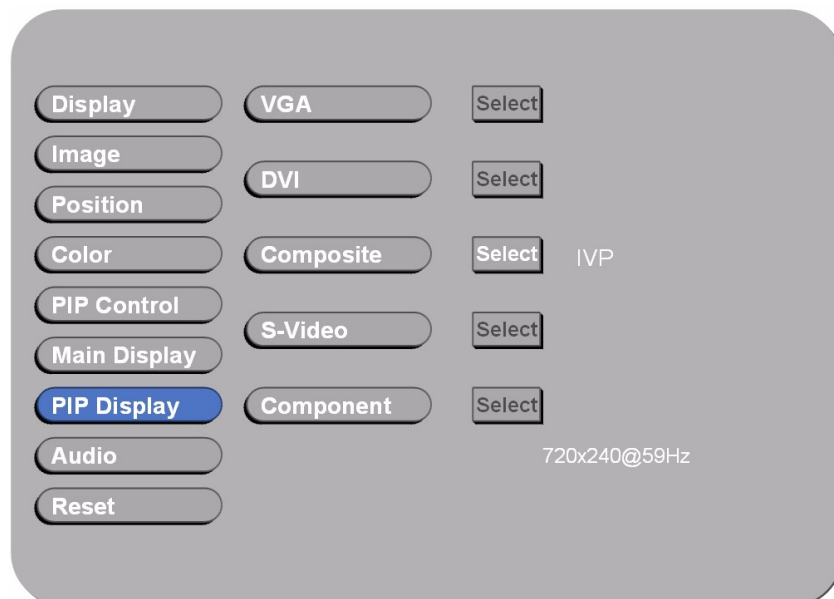 Display VGA Select
Image
DVI Select
Position
Color Composite Select IVP
PIP Control
S-Video Select
Main Display
PIP Display Component Select
Audio 720x240@59Hz
Reset